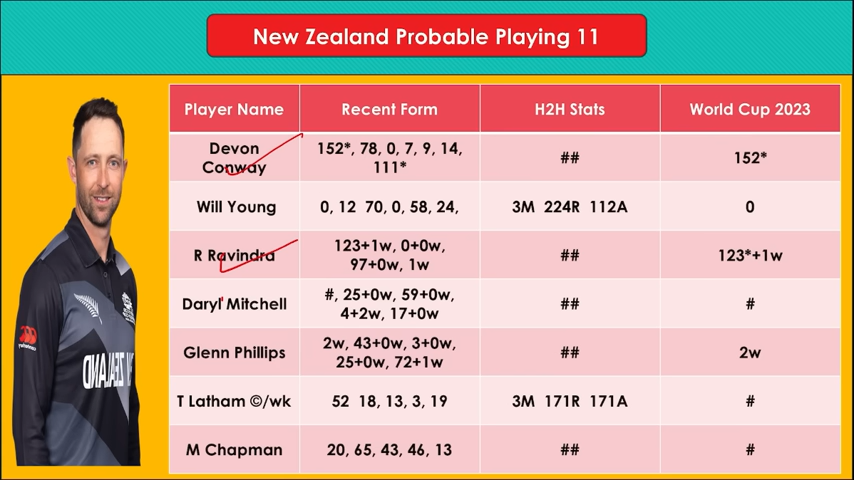 New Zealand Probable Playing 11
Player Name Recent Form H2H Stats World Cup 2023
Devon Conway 152*, 78, 0, 7, 9, 14, 111* ## 152*
Will Young 0, 12 70, 0, 58, 24, 3M 224R 112A 0
R Ravindra 123+1w, 0+0w, 97+0w, 1w ## 123*+1w
Daryl Mitchell #, 25+0w, 59+0w, 4+2w, 17+0w ## #
Glenn Phillips 2w, 43+0w, 3+0w, 25+0w, 72+1w ## 2w
T Latham ©/wk 52 18, 13, 3, 19 3M 171R 171A #
M Chapman 20, 65, 43, 46, 13 ## #